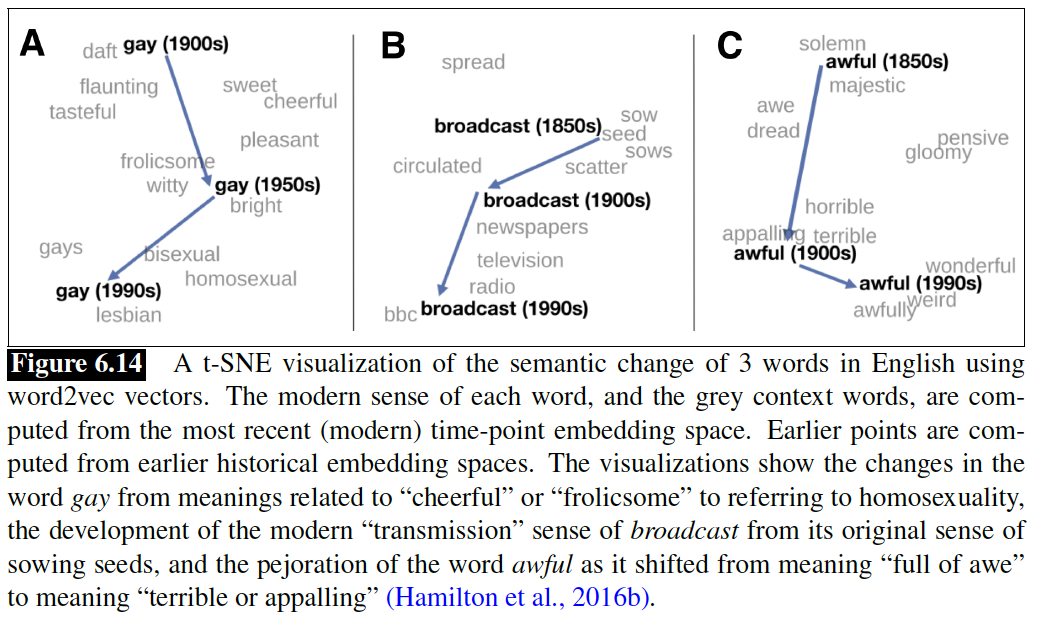 A
daft gay (1900s)
flaunting sweet
tasteful cheerful
pleasant
frolicsome
witty gay (1950s)
bright
gays bisexual
homosexual
gay (1990s)
lesbian
B
spread
broadcast (1850s) sow
seed
sows
circulated scatter
broadcast (1900s)
newspapers
television
radio
bbc broadcast (1990s)
C
solemn
awful (1850s)
majestic
awe
dread
pensive
gloomy
horrible
appalling terrible
awful (1900s)
wonderful
awful (1990s)
weird
awfully
Figure 6.14 A t-SNE visualization of the semantic change of 3 words in English using
word2vec vectors. The modern sense of each word, and the grey context words, are com-
puted from the most recent (modern) time-point embedding space. Earlier points are com-
puted from earlier historical embedding spaces. The visualizations show the changes in the
word gay from meanings related to “cheerful” or “frolicsome” to referring to homosexuality,
the development of the modern “transmission” sense of broadcast from its original sense of
sowing seeds, and the pejoration of the word awful as it shifted from meaning “full of awe”
to meaning “terrible or appalling” (Hamilton et al., 2016b).